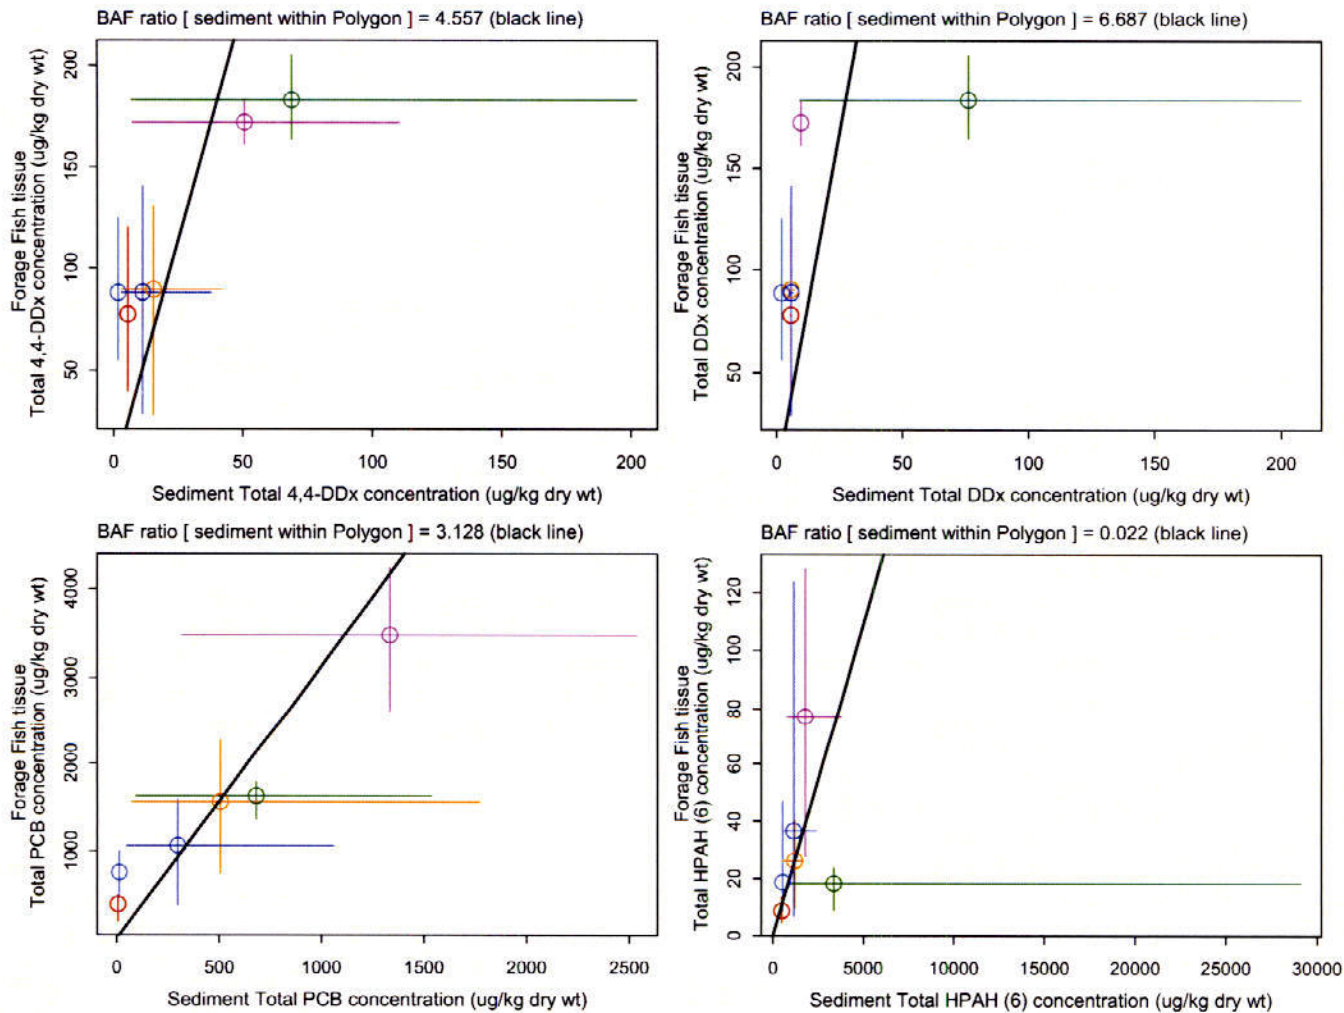 BAF ratio [ sediment within Polygon ] = 4.557 (black line)
Forage Fish tissue
Total 4,4-DDx concentration (ug/kg dry wt)
200
150
100
50
0 50 100 150 200
Sediment Total 4,4-DDx concentration (ug/kg dry wt)
BAF ratio [ sediment within Polygon ] = 6.687 (black line)
Forage Fish tissue
Total DDx concentration (ug/kg dry wt)
200
150
100
50
0 50 100 150 200
Sediment Total DDx concentration (ug/kg dry wt)
BAF ratio [ sediment within Polygon ] = 3.128 (black line)
Forage Fish tissue
Total PCB concentration (ug/kg dry wt)
4000
3000
2000
1000
0 500 1000 1500 2000 2500
Sediment Total PCB concentration (ug/kg dry wt)
BAF ratio [ sediment within Polygon ] = 0.022 (black line)
Forage Fish tissue
Total HPAH (6) concentration (ug/kg dry wt)
120
100
80
60
40
20
0
0 5000 10000 15000 20000 25000 30000
Sediment Total HPAH (6) concentration (ug/kg dry wt)